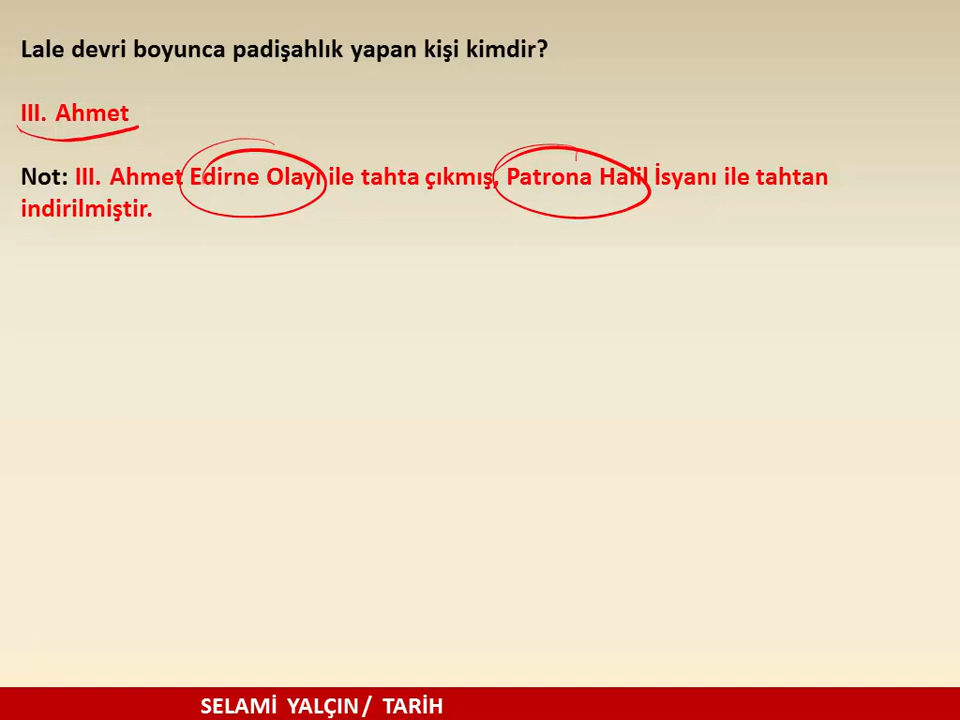 Lale devri boyunca padişahlık yapan kişi kimdir?
III. Ahmet
Not: III. Ahmet Edirne Olayı ile tahta çıkmış, Patrona Halil İsyanı ile tahtan
indirilmiştir.
SELAMİ YALÇIN / TARİH